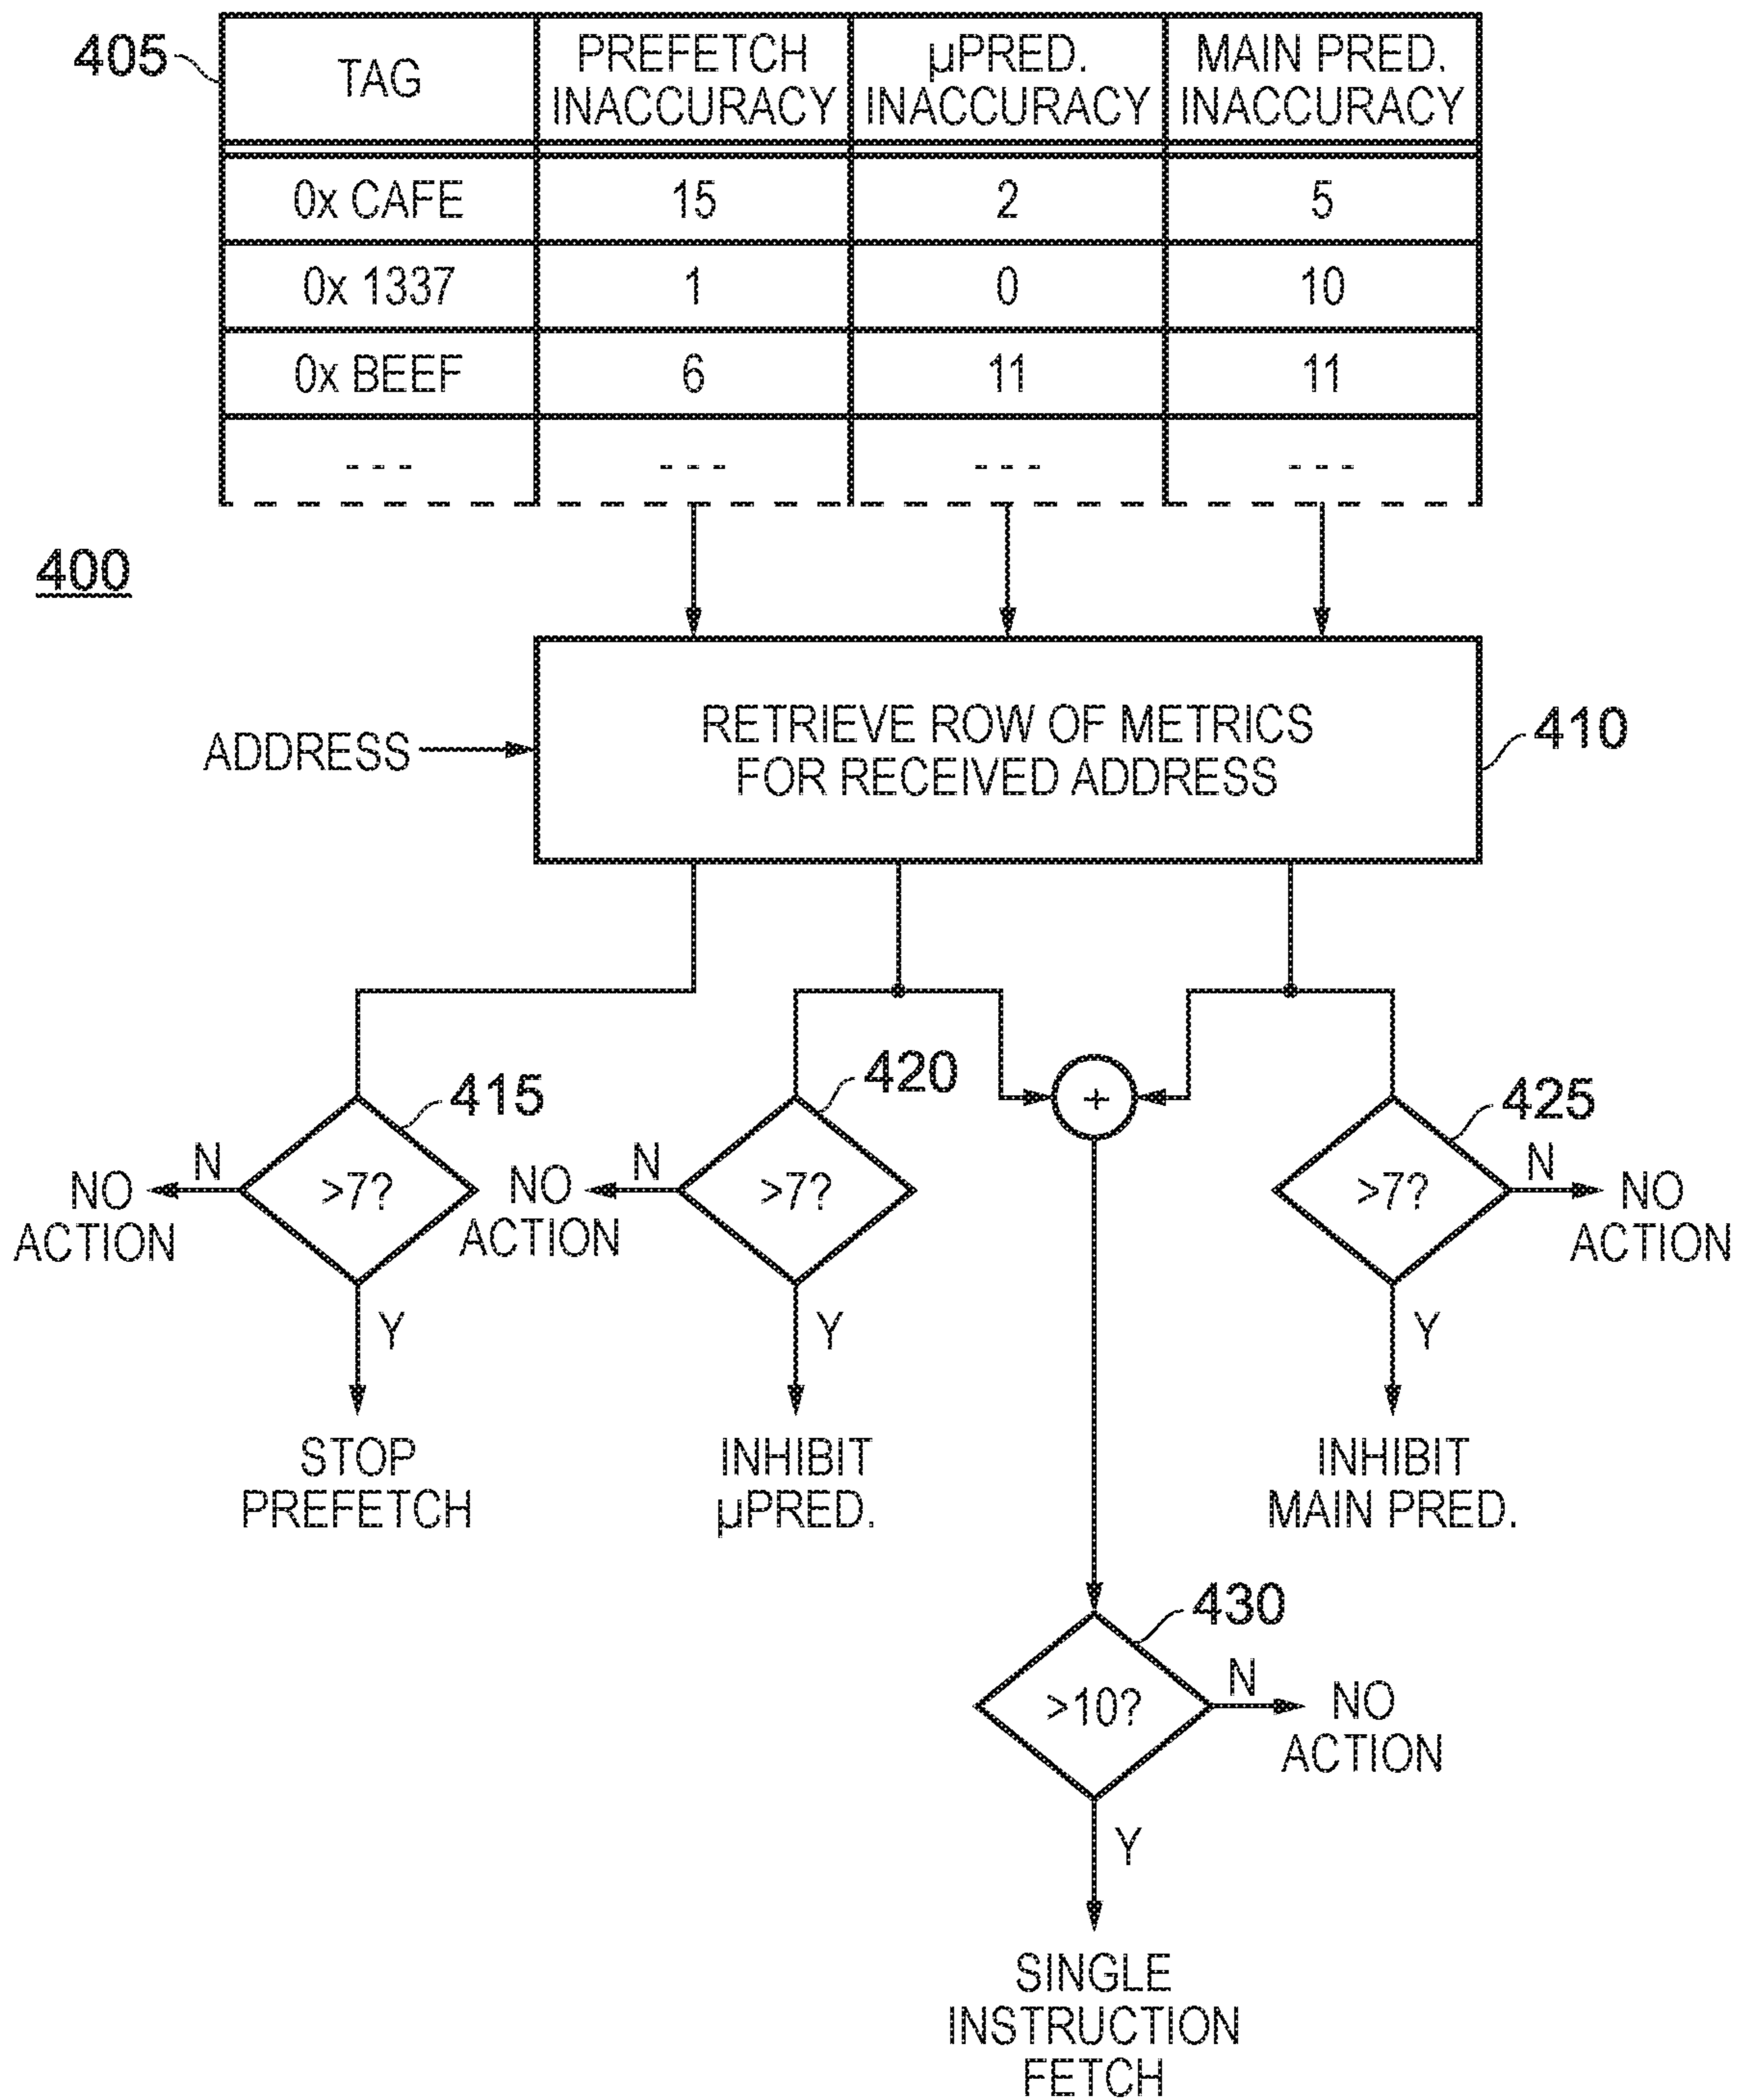 405
TAG
PREFETCH INACCURACY
µPRED. INACCURACY
MAIN PRED. INACCURACY
0x CAFE 15 2 5
0x 1337 1 0 10
0x BEEF 6 11 11
--- --- --- ---
400
ADDRESS
RETRIEVE ROW OF METRICS
FOR RECEIVED ADDRESS
410
415
420
+
425
>7?
N
NO
ACTION
Y
STOP
PREFETCH
>7?
N
NO
ACTION
Y
INHIBIT
µPRED.
>7?
N
NO
ACTION
Y
INHIBIT
MAIN PRED.
430
>10?
N
NO
ACTION
Y
SINGLE
INSTRUCTION
FETCH